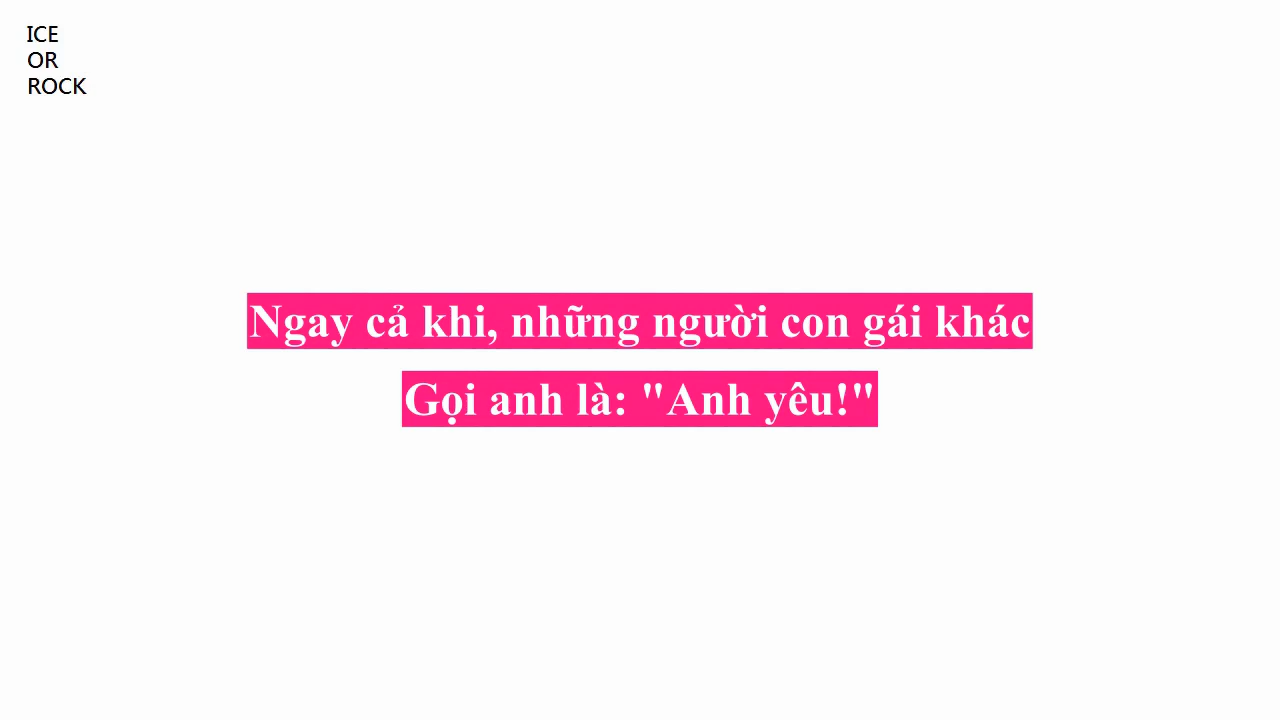 ICE
OR
ROCK
Ngay cả khi, những người con gái khác
Gọi anh là: "Anh yêu!"